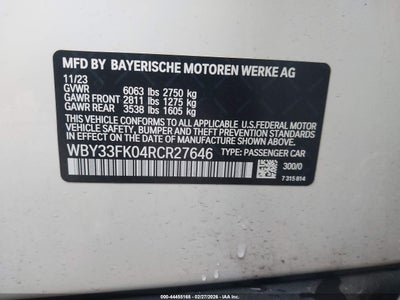 MFD BY BAYERISCHE MOTOREN WERKE AG
11/23
GVWR 6063 lbs 2750 kg
GAWR FRONT 2811 lbs 1275 kg
GAWR REAR 3538 lbs 1605 kg
THIS VEHICLE CONFORMS TO ALL APPLICABLE U.S.FEDERAL MOTOR
VEHICLE SAFETY, BUMPER AND THEFT PREVENTION STANDARDS
IN EFFECT ON THE DATE OF MANUFACTURE SHOWN ABOVE.
WBY33FK04RCR27646 TYPE: PASSENGER CAR
300/0
7 315 814
000-44455168 - 02/27/2026 - IAAI.COM